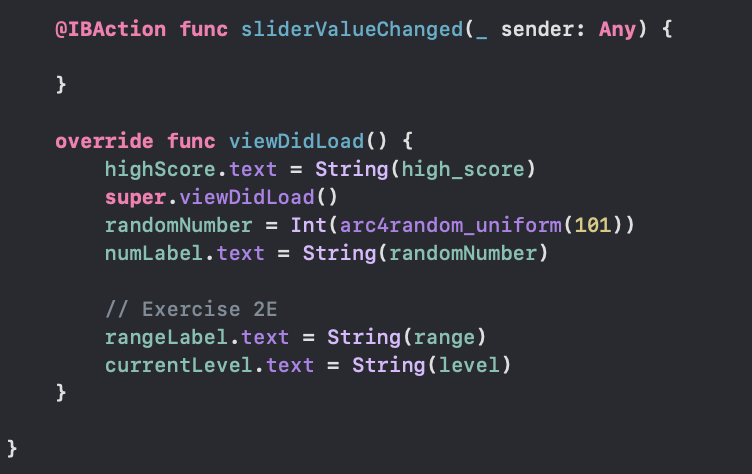 @IBAction func sliderValueChanged(_ sender: Any) {
}
override func viewDidLoad() {
highScore.text = String(high_score)
super.viewDidLoad()
randomNumber = Int(arc4random_uniform(101))
numLabel.text = String(randomNumber)
// Exercise 2E
rangeLabel.text = String(range)
currentLevel.text = String(level)
}
}